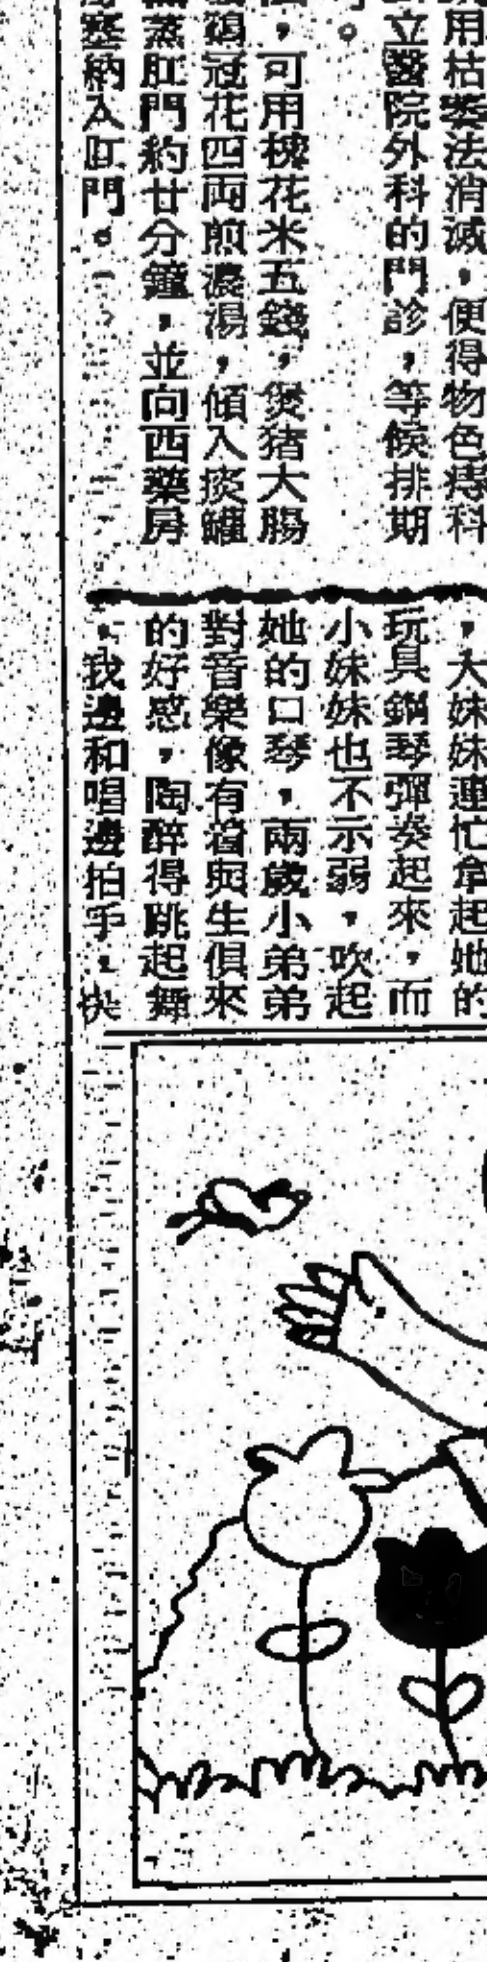 用枯萎法消滅，便得物色痔科
立醫院外科的門診，等候排期
。
，可用槐花米五錢，煲猪大腸
鷄冠花四両煎濃湯，傾入痰罐
蒸肛門約廿分鐘，並向西藥房
塞納入肛門。
，大妹妹連忙拿起她的
玩具鋼琴彈奏起來，而
小妹妹也不示弱，吹起
她的口琴，兩歲小弟弟
對音樂像有着與生俱來
的好感，陶醉得跳起舞
，我邊和唱邊拍手，快